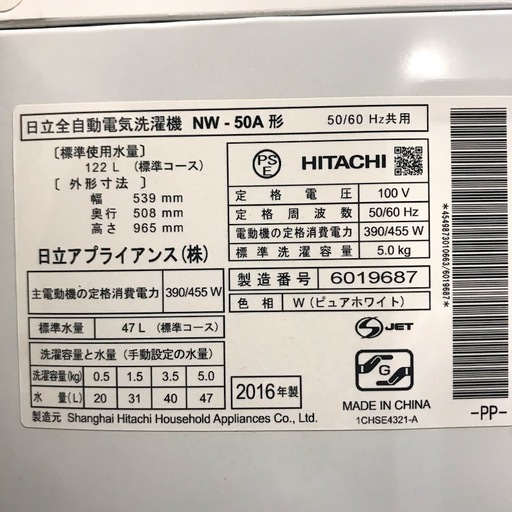 日立全自動電気洗濯機 NW - 50A 形 50/60 Hz共用
〔標準使用水量〕
122 L (標準コース)
〔 外形寸法 〕
幅 539 mm
奥行 508 mm
高さ 965 mm
日立アプライアンス(株)
主電動機の定格消費電力 390/455 W
標準水量 47L (標準コース)
洗濯容量と水量 (手動設定の水量)
洗濯容量(kg) 0.5 1.5 3.5 5.0
水量(L) 20 31 40 47
製造元 Shanghai Hitachi Household Appliances Co., Ltd.
PS
E
HITACHI
定格電圧 100 V
定格周波数 50/60 Hz
電動機の定格消費電力 390/455 W
標準洗濯容量 5.0kg
製造番号 6019687
色相 W (ピュアホワイト)
JET
2016年製
G
MADE IN CHINA
1CHSE4321-A
*4549873010663/6019687*
-PP-